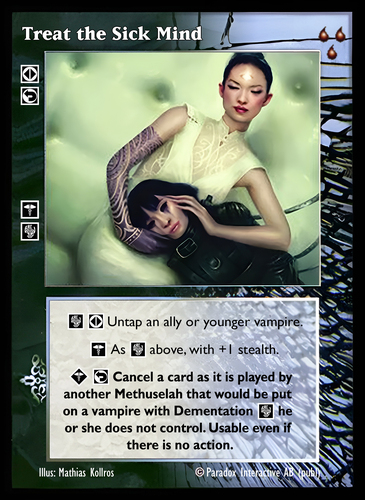 Treat the Sick Mind
Untap an ally or younger vampire.
As above, with +1 stealth.
Cancel a card as it is played by
another Methuselah that would be put
on a vampire with Dementation he
or she does not control. Usable even if
there is no action.
Illus: Mathias Kollros © Paradox Interactive AB (publ)